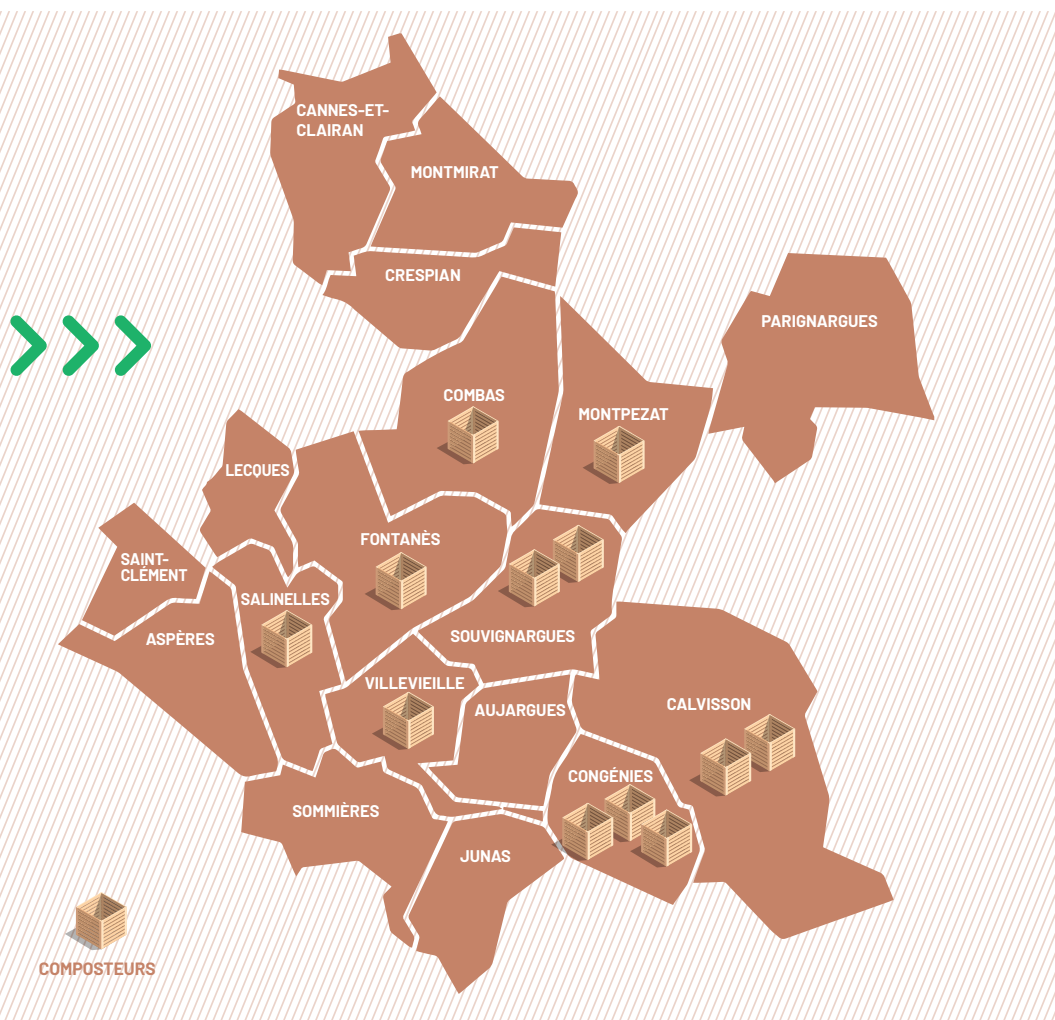 CANNES-ET-
CLAIRAN
MONTMIRAT
CRESPIAN
PARIGNARGUES
COMBAS
MONTPEZAT
LECQUES
FONTANÈS
SAINT-
CLÉMENT
SALINELLES
ASPÈRES
SOUVIGNARGUES
VILLEVIEILLE
AUJARGUES
CALVISSON
CONGÉNIES
SOMMIÈRES
JUNAS
COMPOSTEURS